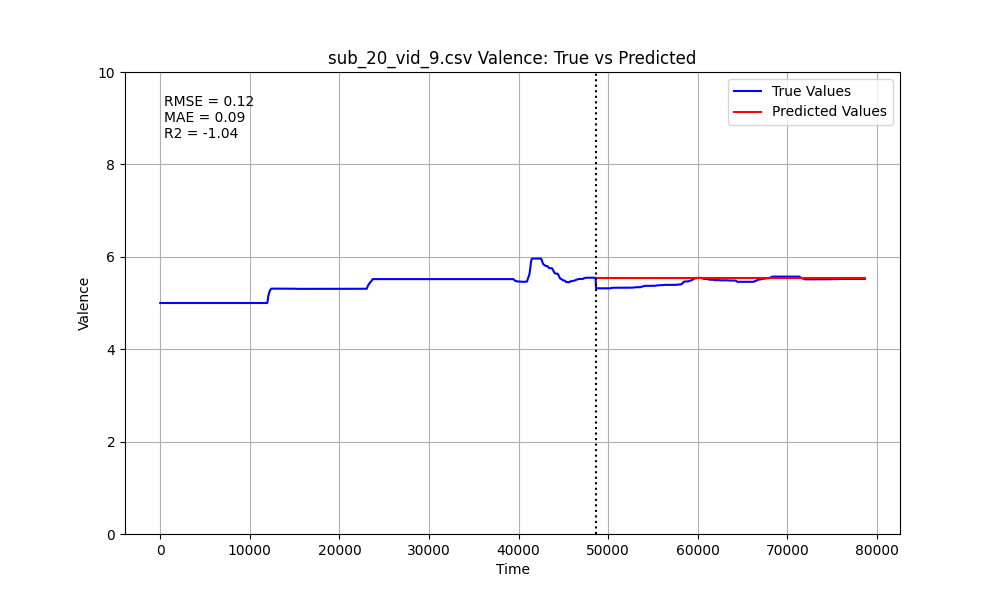 sub_20_vid_9.csv Valence: True vs Predicted
RMSE = 0.12
MAE = 0.09
R2 = -1.04
True Values
Predicted Values
10
8
6
4
2
0
Valence
0 10000 20000 30000 40000 50000 60000 70000 80000
Time